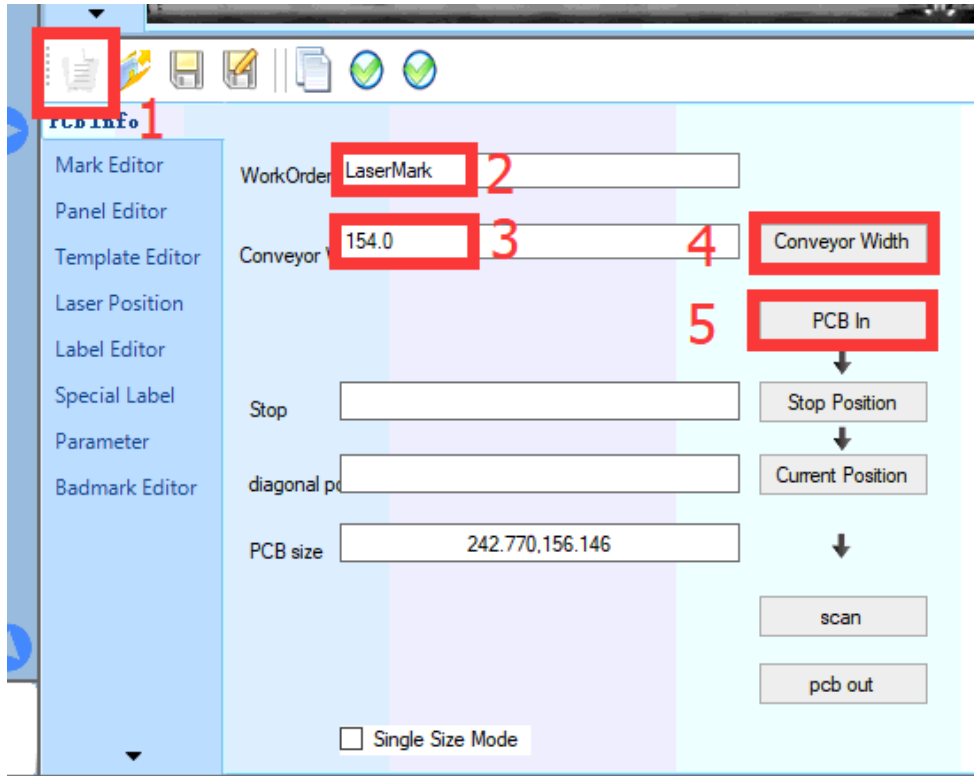 1
PCB Info
Mark Editor
Panel Editor
Template Editor
Laser Position
Label Editor
Special Label
Parameter
Badmark Editor
WorkOrder LaserMark 2
Conveyor 154.0 3 4 Conveyor Width
5 PCB In
Stop Stop Position
diagonal po Current Position
PCB size 242.770,156.146
scan
pcb out
Single Size Mode